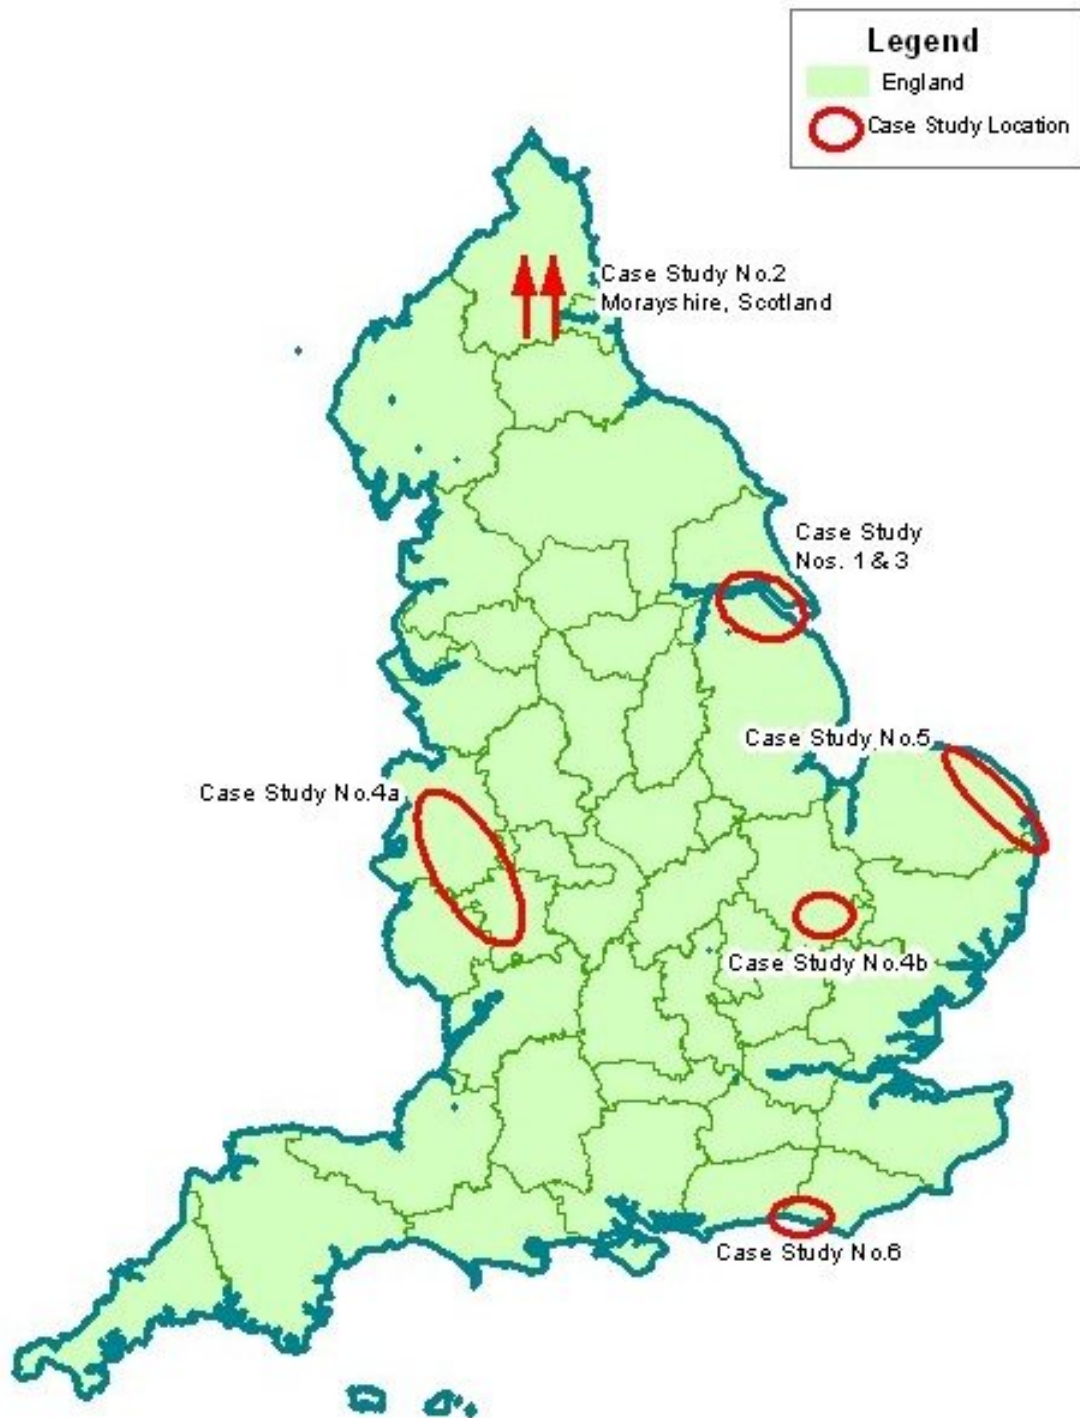 Legend
England
Case Study Location
Case Study No.2
Morayshire, Scotland
Case Study
Nos. 1 & 3
Case Study No.5
Case Study No.4a
Case Study No.4b
Case Study No.6